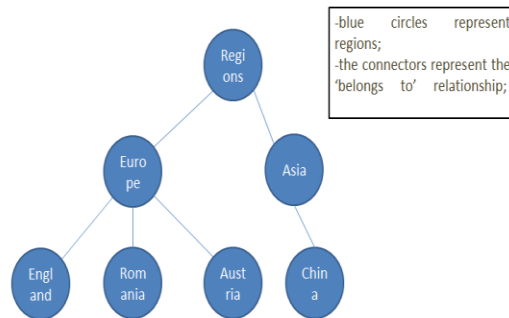 -blue circles represent
regions;
-the connectors represent the
'belongs to' relationship;
Regi
ons
Euro
pe
Asia
Engl
and
Rom
ania
Aust
ria
Chin
a